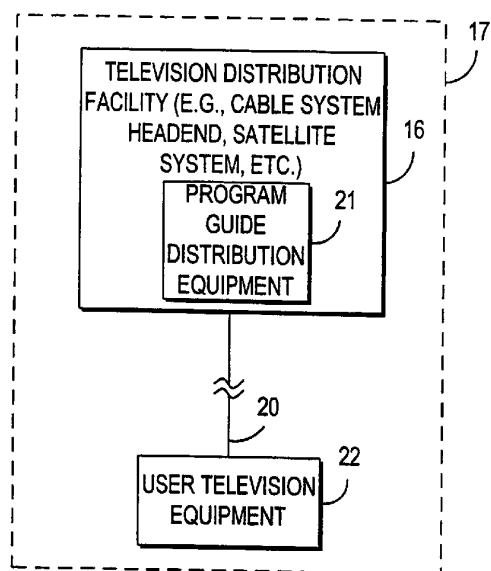 17
TELEVISION DISTRIBUTION
FACILITY (E.G., CABLE SYSTEM
HEADEND, SATELLITE
SYSTEM, ETC.)
16
PROGRAM
GUIDE
DISTRIBUTION
EQUIPMENT
21
20
USER TELEVISION
EQUIPMENT
22